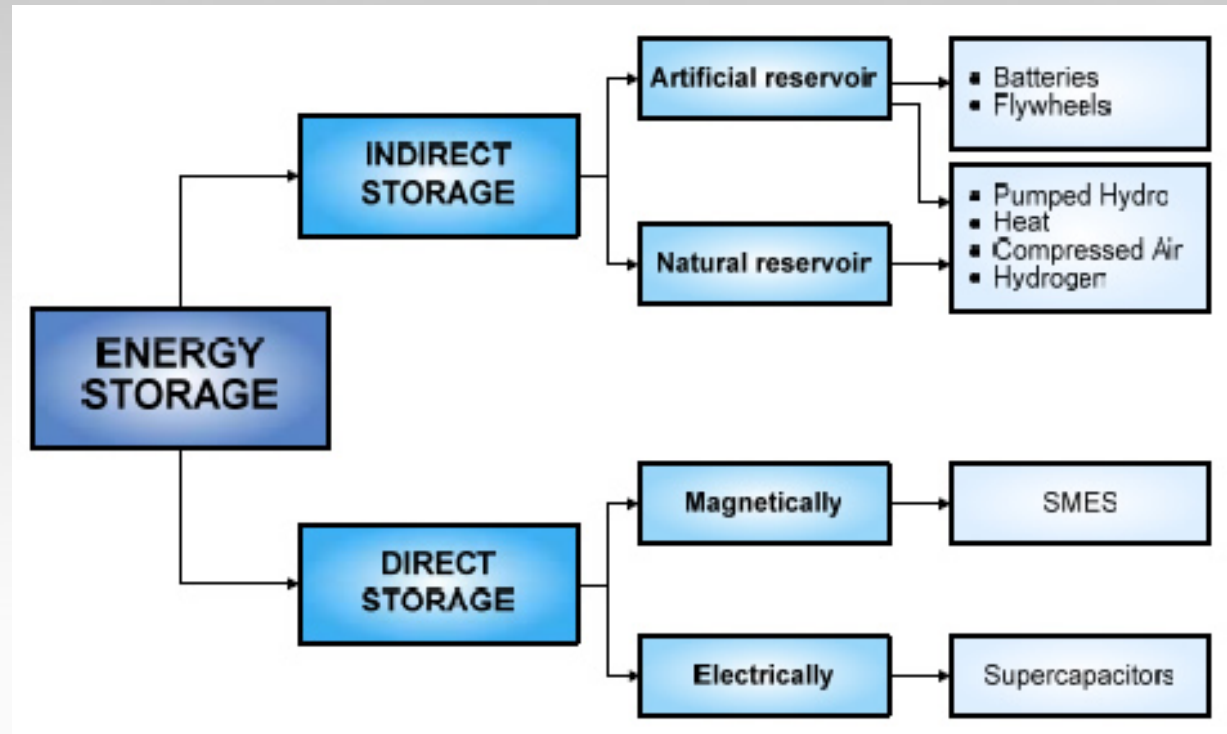 Artificial reservoir
▪ Batteries
▪ Flywheels
INDIRECT
STORAGE
▪ Pumped Hydro
▪ Heat
▪ Compressed Air
▪ Hydrogen
Natural reservoir
ENERGY
STORAGE
Magnetically
SMES
DIRECT
STORAGE
Electrically
Supercapacitors